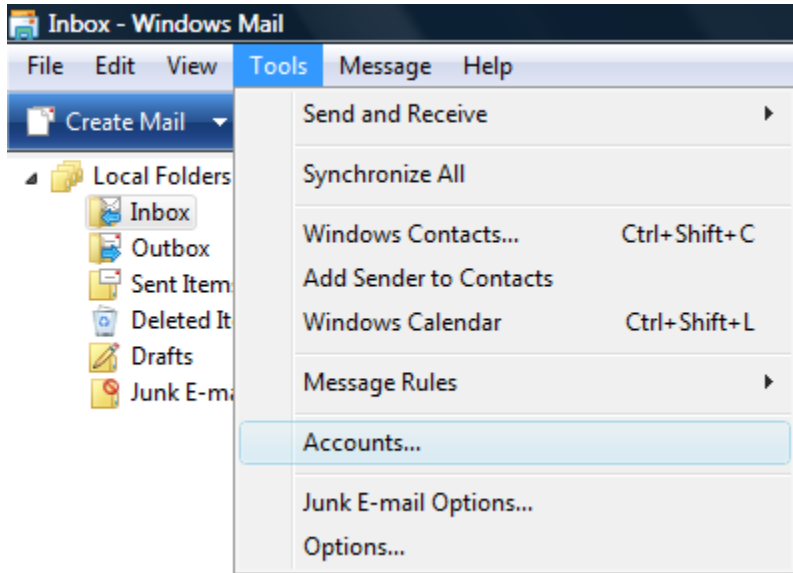 Inbox - Windows Mail
File Edit View Tools Message Help
Create Mail
Local Folders
Inbox
Outbox
Sent Item
Deleted It
Drafts
Junk E-ma
Send and Receive
Synchronize All
Windows Contacts... Ctrl+Shift+C
Add Sender to Contacts
Windows Calendar Ctrl+Shift+L
Message Rules
Accounts...
Junk E-mail Options...
Options...